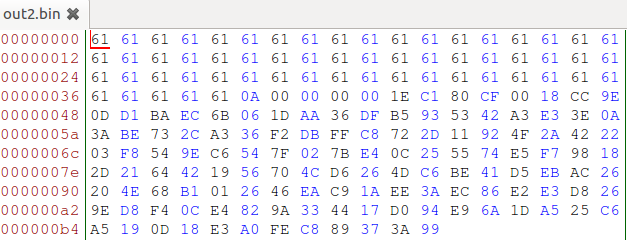 out2.bin ✖
00000000 61 61 61 61 61 61 61 61 61 61 61 61 61 61 61 61 61 61
00000012 61 61 61 61 61 61 61 61 61 61 61 61 61 61 61 61 61 61
00000024 61 61 61 61 61 61 61 61 61 61 61 61 61 61 61 61 61 61
00000036 61 61 61 61 61 0A 00 00 00 00 1E C1 80 CF 00 18 CC 9E
00000048 0D D1 BA EC 6B 06 1D AA 36 DF B5 93 53 42 A3 E3 3E 0A
0000005a 3A BE 73 2C A3 36 F2 DB FF C8 72 2D 11 92 4F 2A 42 22
0000006c 03 F8 54 9E C6 54 7F 02 7B E4 0C 25 55 74 E5 F7 98 18
0000007e 2D 21 64 42 19 56 70 4C D6 26 4D C6 BE 41 D5 EB AC 26
00000090 20 4E 68 B1 01 26 46 EA C9 1A EE 3A EC 86 E2 E3 D8 26
000000a2 9E D8 F4 0C E4 82 9A 33 44 17 D0 94 E9 6A 1D A5 25 C6
000000b4 A5 19 0D 18 E3 A0 FE C8 89 37 3A 99